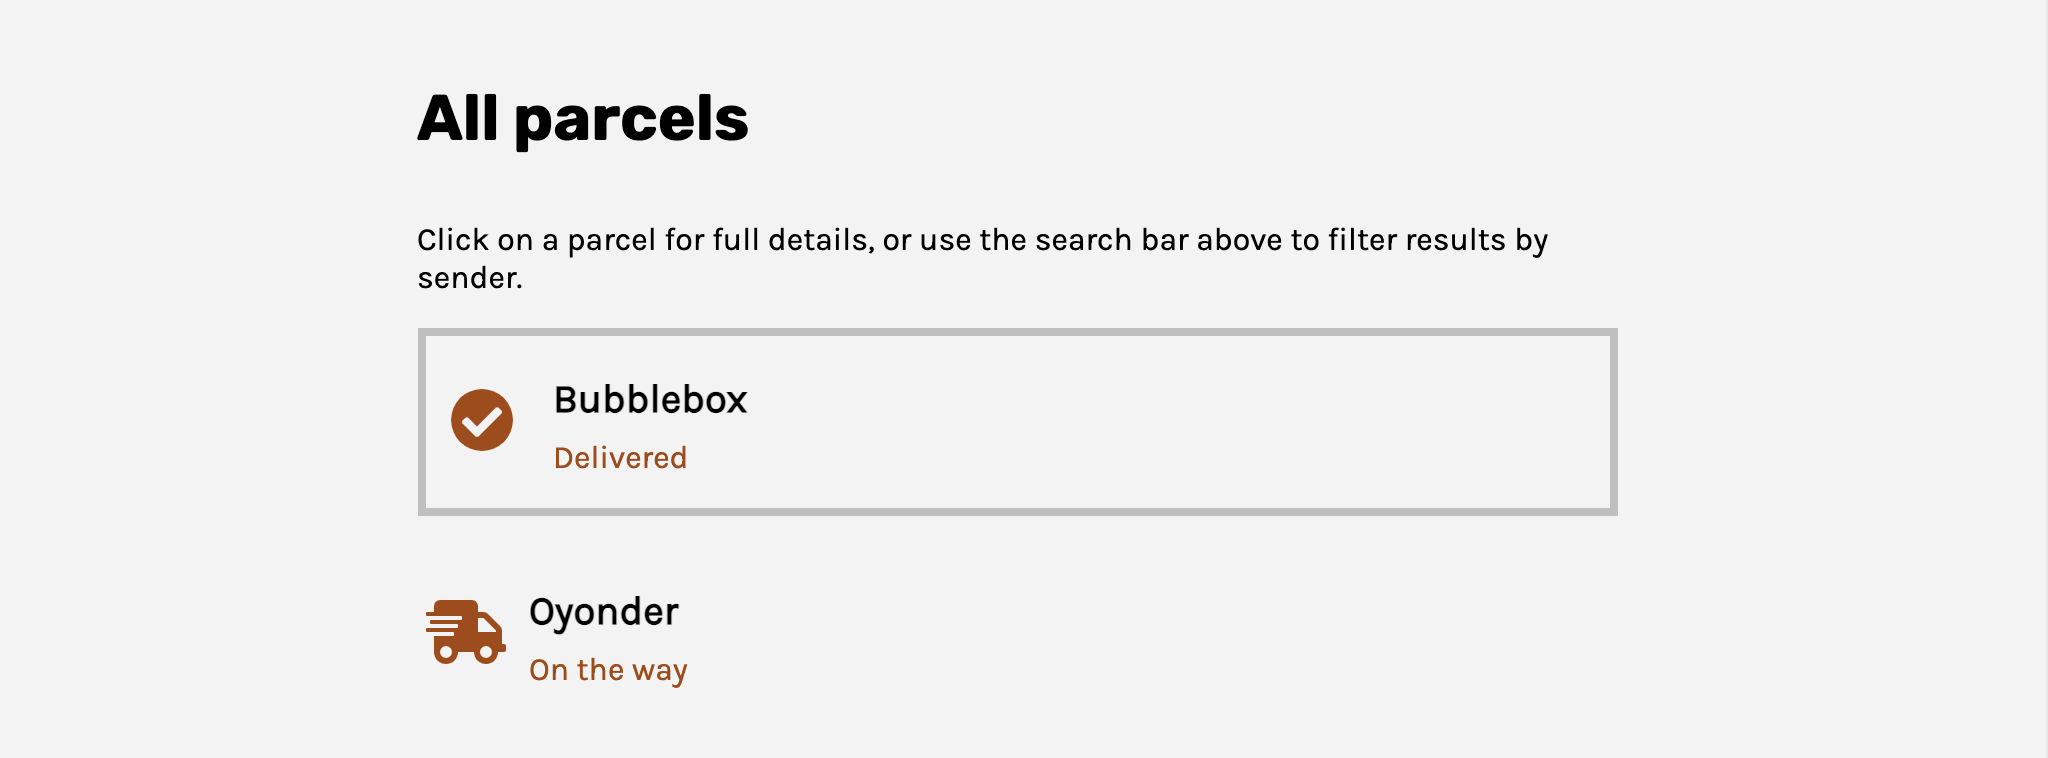 All parcels
Click on a parcel for full details, or use the search bar above to filter results by
sender.
Bubblebox
Delivered
Oyonder
On the way